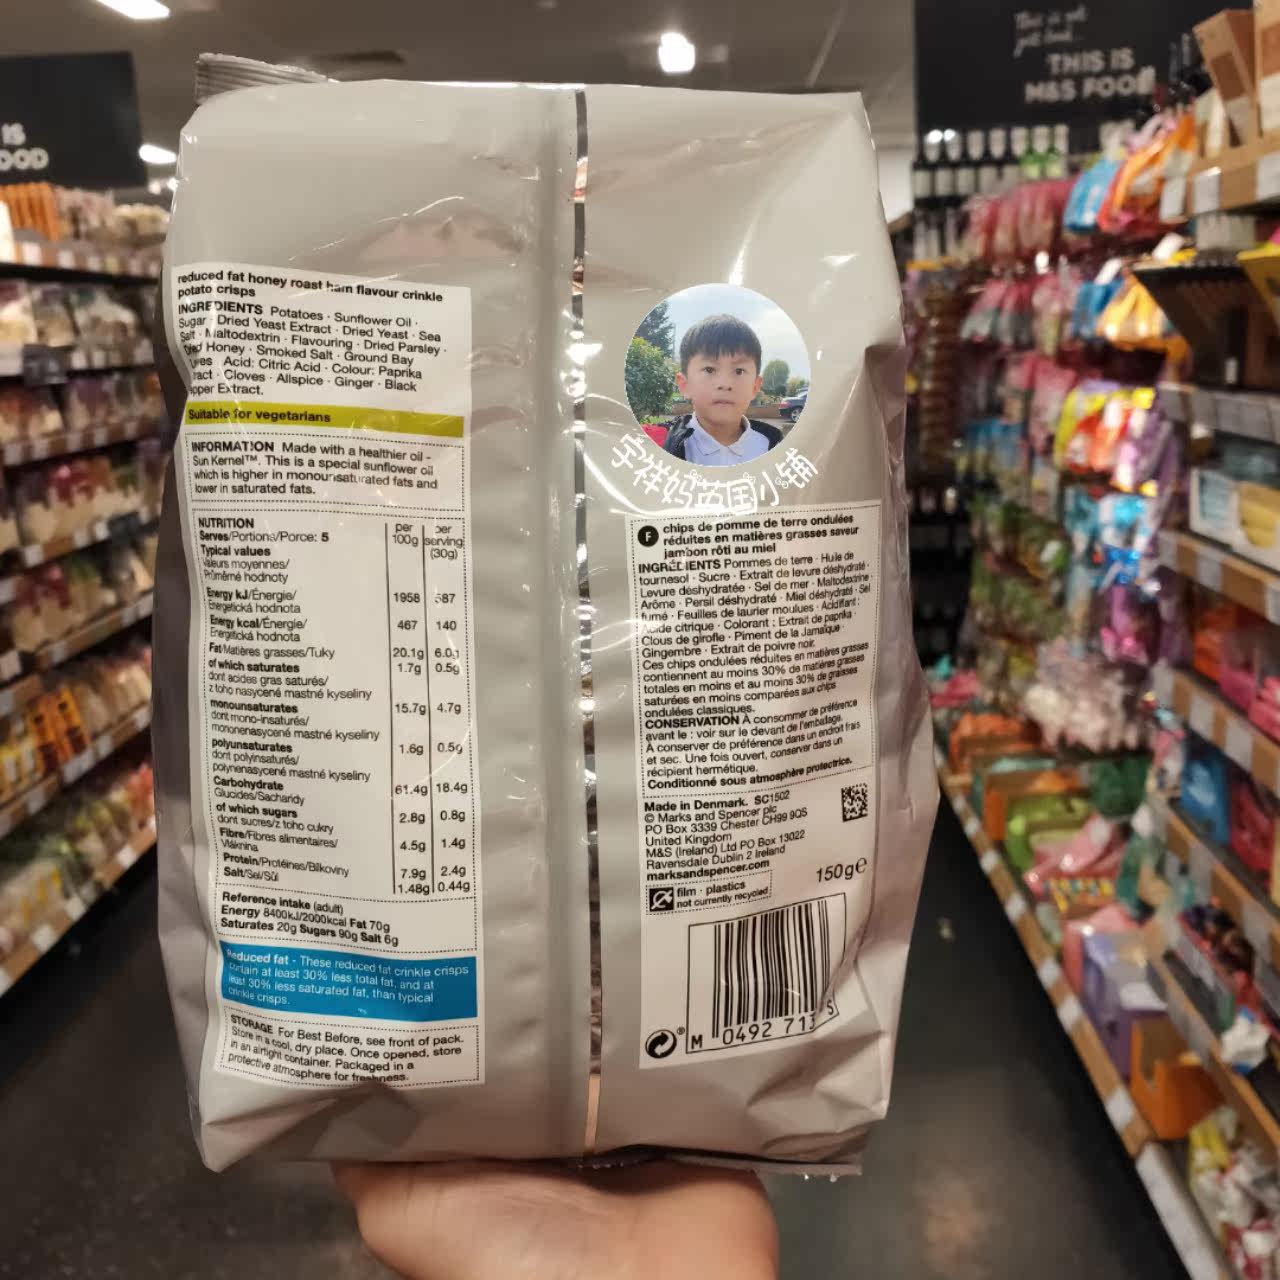 This is not
just food...
THIS IS
M&S FOOD
IS
OOD
reduced fat honey roast ham flavour crinkle
potato crisps
INGREDIENTS Potatoes · Sunflower Oil ·
Sugar · Dried Yeast Extract · Dried Yeast · Sea
Salt · Maltodextrin · Flavouring · Dried Parsley ·
Dried Honey · Smoked Salt · Ground Bay
Acid: Citric Acid · Colour: Paprika
ract · Cloves · Allspice · Ginger · Black
epper Extract.
Suitable for vegetarians
INFORMATION Made with a healthier oil -
Sun Kernel™. This is a special sunflower oil
which is higher in monounsaturated fats and
lower in saturated fats.
NUTRITION
Serves/Portions/Porce: 5
per 100g per serving (30g)
Typical values
Valeurs moyennes/
Průměrné hodnoty
Energy kJ/Énergie/
Energetická hodnota 1958 587
Energy kcal/Énergie/
Energetická hodnota 467 140
Fat/Matières grasses/Tuky 20.1g 6.0g
of which saturates 1.7g 0.5g
dont acides gras saturés/
z toho nasycené mastné kyseliny
monounsaturates 15.7g 4.7g
dont mono-insaturés/
mononenasycené mastné kyseliny
polyunsaturates 1.6g 0.5g
dont polyinsaturés/
polynenasycené mastné kyseliny
Carbohydrate 61.4g 18.4g
Glucides/Sacharidy
of which sugars 2.8g 0.8g
dont sucres/z toho cukry
Fibre/Fibres alimentaires/ 4.5g 1.4g
Vláknina
Protein/Protéines/Bílkoviny 7.9g 2.4g
Salt/Sel/Sůl 1.48g 0.44g
Reference intake (adult)
Energy 8400kJ/2000kcal Fat 70g
Saturates 20g Sugars 90g Salt 6g
Reduced fat - These reduced fat crinkle crisps
contain at least 30% less total fat, and at
least 30% less saturated fat, than typical
crinkle crisps.
STORAGE For Best Before, see front of pack.
Store in a cool, dry place. Once opened, store
in an airtight container. Packaged in a
protective atmosphere for freshness.
宇祥妈英国小铺
F chips de pomme de terre ondulées
réduites en matières grasses saveur
jambon rôti au miel
INGRÉDIENTS Pommes de terre · Huile de
tournesol · Sucre · Extrait de levure déshydraté ·
Levure déshydratée · Sel de mer · Maltodextrine ·
Arôme · Persil déshydraté · Miel déshydraté · Sel
fumé · Feuilles de laurier moulues · Acidifiant :
Acide citrique · Colorant : Extrait de paprika ·
Clous de girofle · Piment de la Jamaïque ·
Gingembre · Extrait de poivre noir.
Ces chips ondulées réduites en matières grasses
contiennent au moins 30% de matières grasses
totales en moins et au moins 30% de graisses
saturées en moins comparées aux chips
ondulées classiques.
CONSERVATION À consommer de préférence
avant le : voir sur le devant de l'emballage.
À conserver de préférence dans un endroit frais
et sec. Une fois ouvert, conserver dans un
récipient hermétique.
Conditionné sous atmosphère protectrice.
Made in Denmark. SC1502
© Marks and Spencer plc
PO Box 3339 Chester CH99 9QS
United Kingdom
M&S (Ireland) Ltd PO Box 13022
Ravensdale Dublin 2 Ireland
marksandspencer.com
150g e
film · plastics
not currently recycled
M 0492 713 S